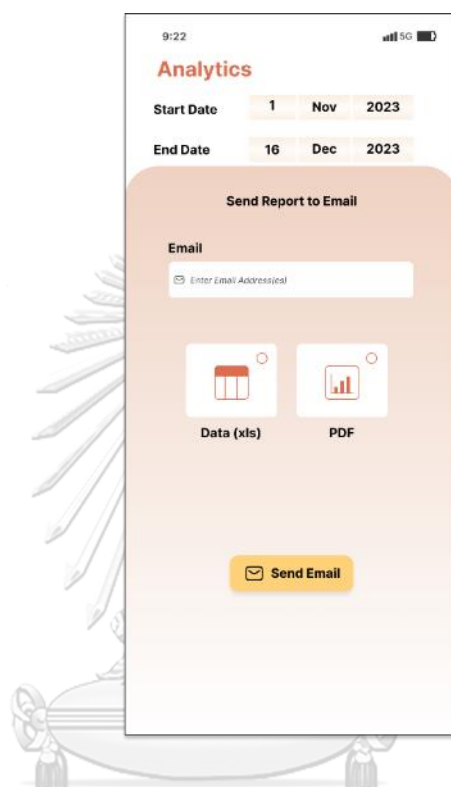 9:22 5G
Analytics
Start Date 1 Nov 2023
End Date 16 Dec 2023
Send Report to Email
Email
Enter Email Address(es)
Data (xls) PDF
Send Email